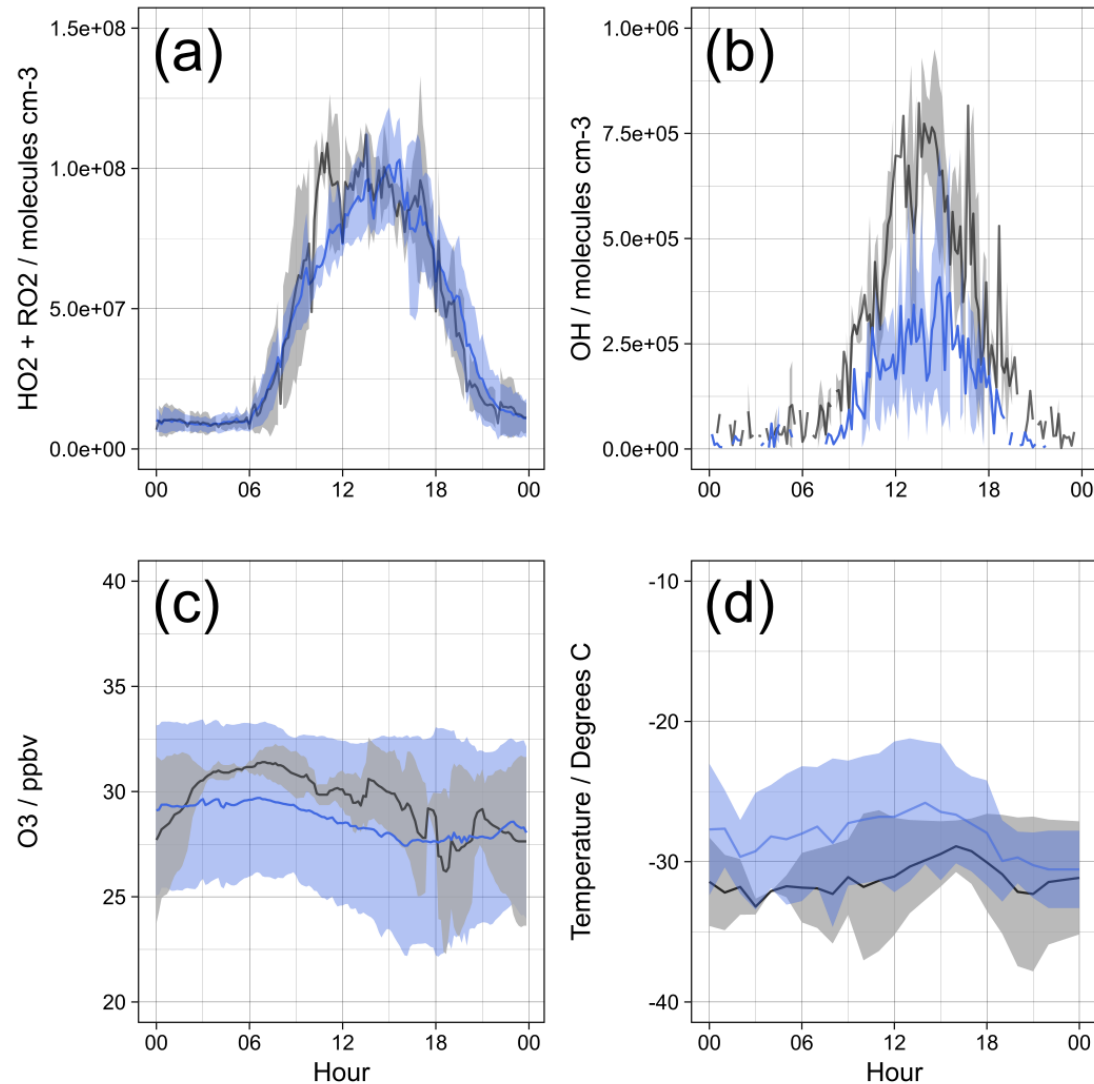 (a)
HO2 + RO2 / molecules cm-3
1.5e+08
1.0e+08
5.0e+07
0.0e+00
00 06 12 18 00
(b)
OH / molecules cm-3
1.0e+06
7.5e+05
5.0e+05
2.5e+05
0.0e+00
00 06 12 18 00
(c)
O3 / ppbv
40
35
30
25
20
00 06 12 18 00
Hour
(d)
Temperature / Degrees C
-10
-20
-30
-40
00 06 12 18 00
Hour